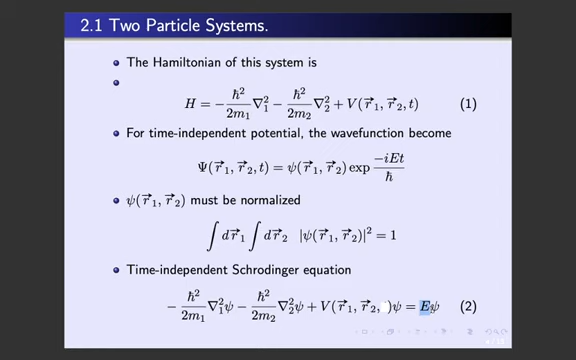 2.1 Two Particle Systems.
The Hamiltonian of this system is
H = −ℏ²/2m₁ ∇₁² − ℏ²/2m₂ ∇₂² + V(r⃗₁, r⃗₂, t) (1)
For time-independent potential, the wavefunction become
Ψ(r⃗₁, r⃗₂, t) = ψ(r⃗₁, r⃗₂) exp −iEt/ℏ
ψ(r⃗₁, r⃗₂) must be normalized
∫ dr⃗₁ ∫ dr⃗₂ |ψ(r⃗₁, r⃗₂)|² = 1
Time-independent Schrodinger equation
− ℏ²/2m₁ ∇₁²ψ − ℏ²/2m₂ ∇₂²ψ + V(r⃗₁, r⃗₂, )ψ = Eψ (2)